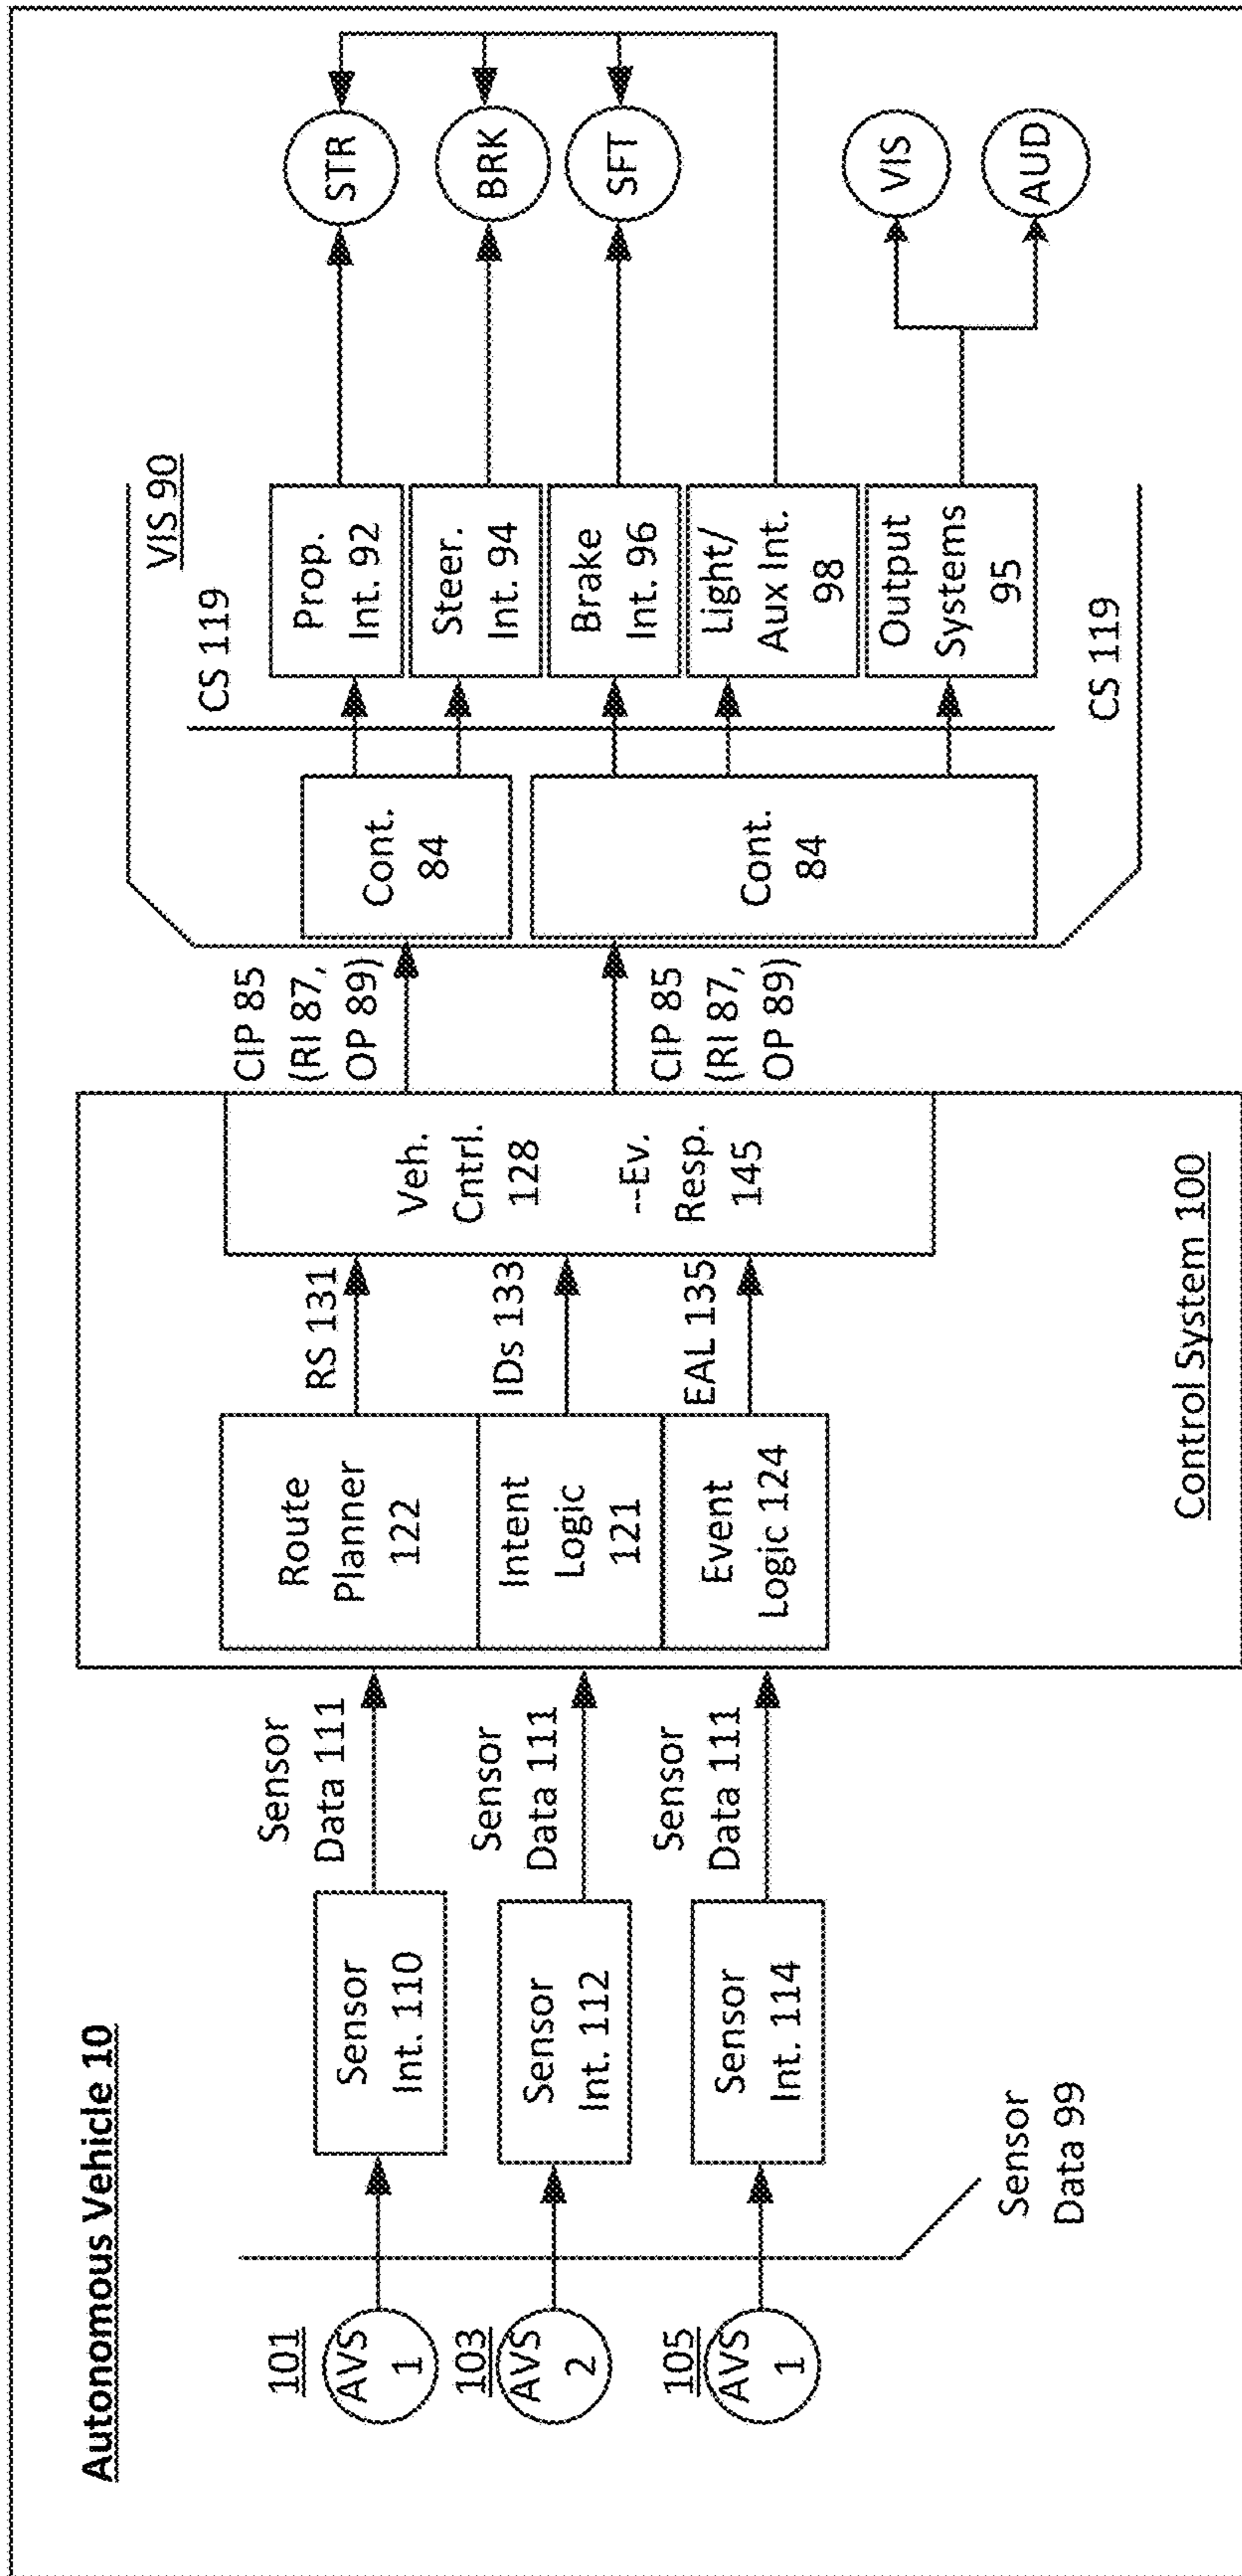 Autonomous Vehicle 10
101
AVS
1
103
AVS
2
105
AVS
1
Sensor
Data 99
Sensor
Int. 110
Sensor
Int. 112
Sensor
Int. 114
Sensor
Data 111
Sensor
Data 111
Sensor
Data 111
Route
Planner
122
Intent
Logic
121
Event
Logic 124
RS 131
IDs 133
EAL 135
Veh.
Cntrl.
128
--Ev.
Resp.
145
Control System 100
CIP 85
(RI 87,
OP 89)
CIP 85
(RI 87,
OP 89)
Cont.
84
Cont.
84
CS 119
CS 119
VIS 90
Prop.
Int. 92
Steer.
Int. 94
Brake
Int. 96
Light/
Aux Int.
98
Output
Systems
95
STR
BRK
SFT
VIS
AUD